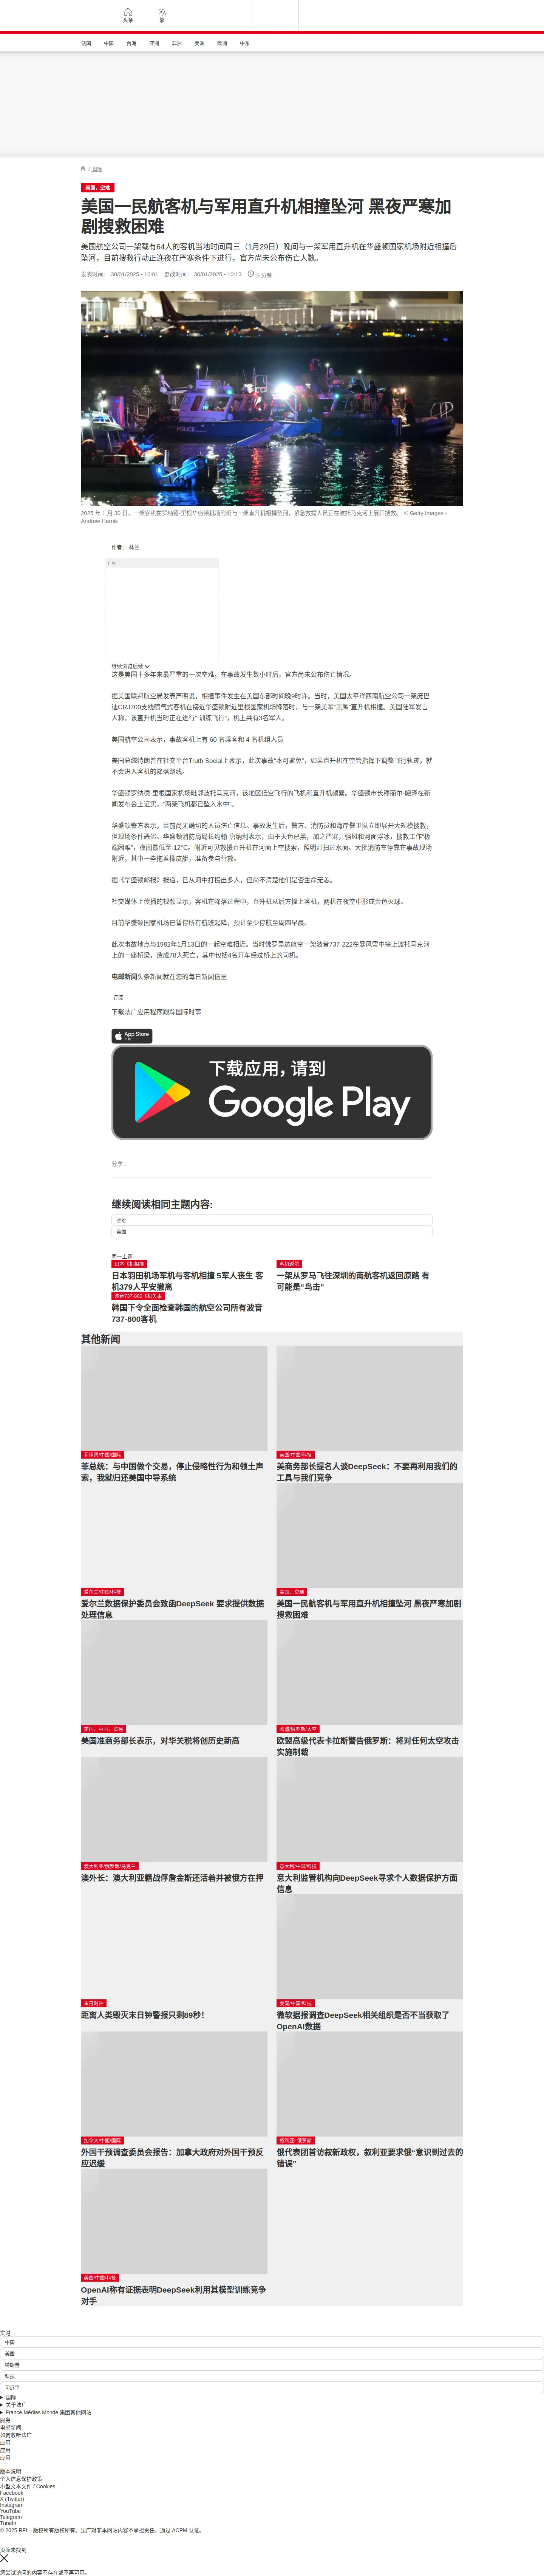 头条
繁
法国
中国
台海
亚洲
非洲
美洲
欧洲
中东
/ 国际
美国，空难
美国一民航客机与军用直升机相撞坠河 黑夜严寒加
剧搜救困难
美国航空公司一架载有64人的客机当地时间周三（1月29日）晚间与一架军用直升机在华盛顿国家机场附近相撞后
坠河，目前搜救行动正连夜在严寒条件下进行，官方尚未公布伤亡人数。
发表时间： 30/01/2025 - 10:01 更改时间： 30/01/2025 - 10:13 5 分钟
POLICE
2025 年 1 月 30 日，一架客机在罗纳德·里根华盛顿机场附近与一架直升机相撞坠河，紧急救援人员正在波托马克河上展开搜救。 © Getty Images -
Andrew Harnik
作者： 林兰
广告
继续浏览后续
这是美国十多年来最严重的一次空难，在事故发生数小时后，官方尚未公布伤亡情况。
据美国联邦航空局发表声明说，相撞事件发生在美国东部时间晚9时许。当时，美国太平洋西南航空公司一架庞巴
迪CRJ700支线喷气式客机在接近华盛顿附近里根国家机场降落时，与一架美军“黑鹰”直升机相撞。美国陆军发言
人称，该直升机当时正在进行“ 训练飞行”，机上共有3名军人。
美国航空公司表示，事故客机上有 60 名乘客和 4 名机组人员
美国总统特朗普在社交平台Truth Social上表示，此次事故“本可避免”，如果直升机在空管指挥下调整飞行轨迹，就
不会进入客机的降落路线。
华盛顿罗纳德·里根国家机场毗邻波托马克河，该地区低空飞行的飞机和直升机频繁。华盛顿市长穆丽尔·鲍泽在新
闻发布会上证实，“两架飞机都已坠入水中”。
华盛顿警方表示，目前尚无确切的人员伤亡信息。事故发生后，警方、消防员和海岸警卫队立即展开大规模搜救，
但现场条件恶劣。华盛顿消防局局长约翰·唐纳利表示，由于天色已黑，加之严寒，强风和河面浮冰，搜救工作“极
端困难”，夜间最低至-12°C。附近可见救援直升机在河面上空搜索，照明灯扫过水面。大批消防车停靠在事故现场
附近，其中一些拖着橡皮艇，准备参与营救。
据《华盛顿邮报》报道，已从河中打捞出多人，但尚不清楚他们是否生命无恙。
社交媒体上传播的视频显示，客机在降落过程中，直升机从后方撞上客机，两机在夜空中形成黄色火球。
目前华盛顿国家机场已暂停所有航班起降，预计至少停航至周四早晨。
此次事故地点与1982年1月13日的一起空难相近。当时佛罗里达航空一架波音737-222在暴风雪中撞上波托马克河
上的一座桥梁，造成78人死亡，其中包括4名开车经过桥上的司机。
电邮新闻头条新闻就在您的每日新闻信里
订阅
下载法广应用程序跟踪国际时事
App Store
下载应用，请到
Google Play
分享 :
继续阅读相同主题内容:
空难
美国
同一主题
日本飞机相撞
日本羽田机场军机与客机相撞 5军人丧生 客
机379人平安撤离
客机返航
一架从罗马飞往深圳的南航客机返回原路 有
可能是“鸟击”
波音737-800飞机失事
韩国下令全面检查韩国的航空公司所有波音
737-800客机
其他新闻
菲律宾/中国/国际
菲总统：与中国做个交易，停止侵略性行为和领土声
索，我就归还美国中导系统
美国/中国/科技
美商务部长提名人谈DeepSeek：不要再利用我们的
工具与我们竞争
爱尔兰/中国/科技
爱尔兰数据保护委员会致函DeepSeek 要求提供数据
处理信息
美国，空难
美国一民航客机与军用直升机相撞坠河 黑夜严寒加剧
搜救困难
美国、中国、贸易
美国准商务部长表示，对华关税将创历史新高
欧盟/俄罗斯/太空
欧盟高级代表卡拉斯警告俄罗斯：将对任何太空攻击
实施制裁
澳大利亚/俄罗斯/乌克兰
澳外长：澳大利亚籍战俘詹金斯还活着并被俄方在押
意大利/中国/科技
意大利监管机构向DeepSeek寻求个人数据保护方面
信息
末日时钟
距离人类毁灭末日钟警报只剩89秒！
美国/中国/科技
微软据报调查DeepSeek相关组织是否不当获取了
OpenAI数据
加拿大/中国/国际
外国干预调查委员会报告：加拿大政府对外国干预反
应迟缓
叙利亚/ 俄罗斯
俄代表团首访叙新政权，叙利亚要求俄“意识到过去的
错误”
美国/中国/科技
OpenAI称有证据表明DeepSeek利用其模型训练竞争
对手
实时
中国
美国
特朗普
科技
习近平
国际
关于法广
France Médias Monde 集团其他网站
服务
电邮新闻
如何收听法广
应用
应用
应用
版本说明
个人信息保护政策
小型文本文件 / Cookies
Facebook
X (Twitter)
Instagram
YouTube
Telegram
TuneIn
© 2025 RFI – 版权所有版权所有。法广对非本网站内容不承担责任。通过 ACPM 认证。
页面未找到
您尝试访问的内容不存在或不再可用。